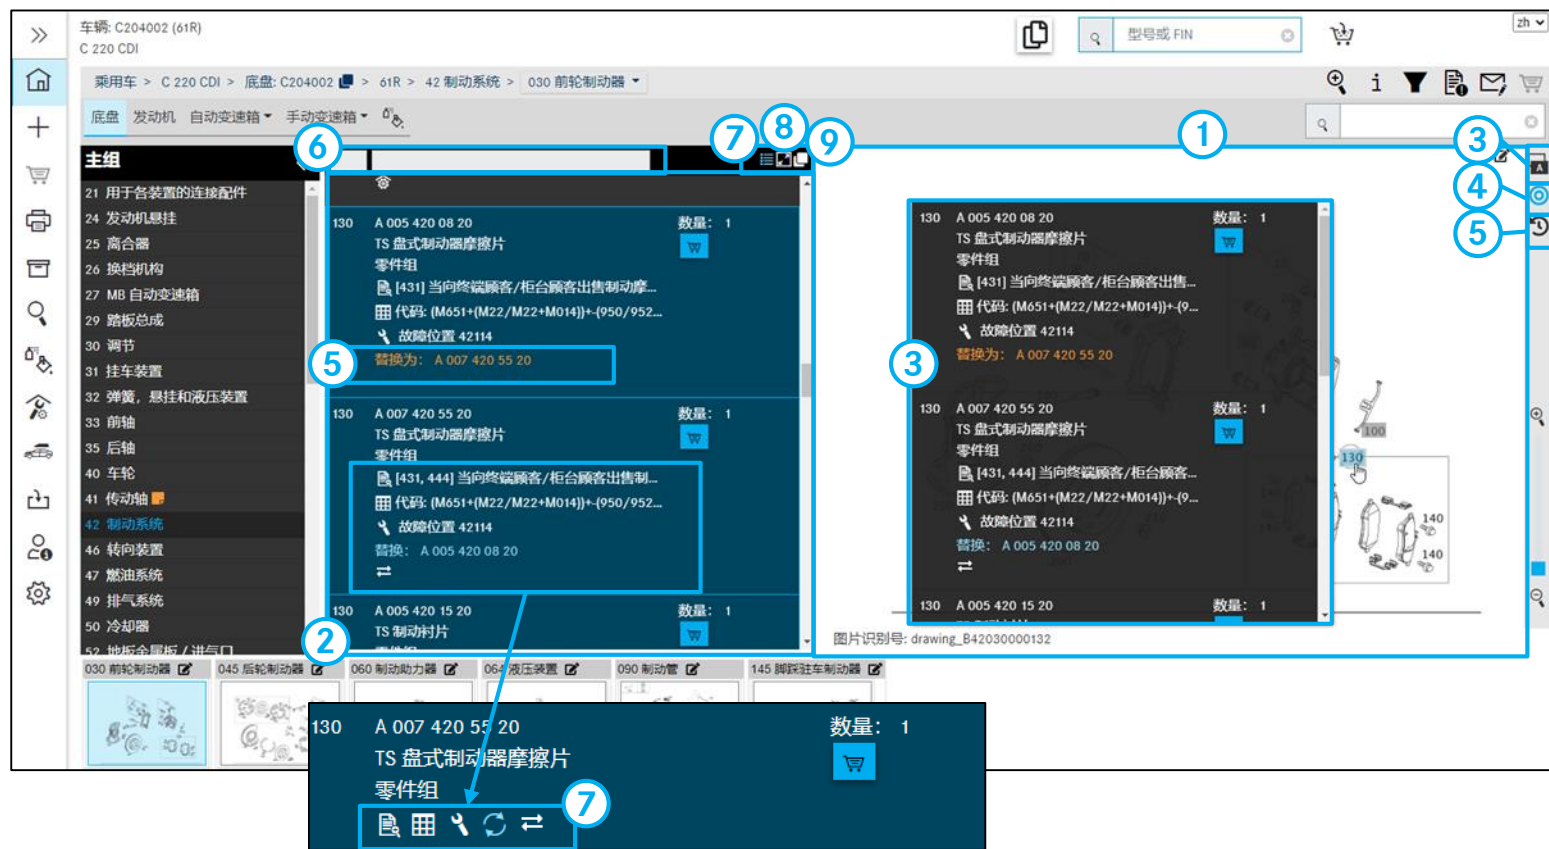 车辆: C204002 (61R)
C 220 CDI
型号或 FIN
zh
乘用车 > C 220 CDI > 底盘: C204002 > 61R > 42 制动系统 > 030 前轮制动器
底盘 发动机 自动变速箱 手动变速箱
主组
21 用于各装置的连接配件
24 发动机悬挂
25 离合器
26 换档机构
27 MB 自动变速箱
29 踏板总成
30 调节
31 挂车装置
32 弹簧，悬挂和液压装置
33 前轴
35 后轴
40 车轮
41 传动轴
42 制动系统
46 转向装置
47 燃油系统
49 排气系统
50 冷却器
52 地板金属板 / 进气口
6
7
8
9
1
3
4
5
130 A 005 420 08 20 数量： 1
TS 盘式制动器摩擦片
零件组
[431] 当向终端顾客/柜台顾客出售制动摩...
代码: (M651+(M22/M22+M014))+-(950/952...
故障位置 42114
5
替换为： A 007 420 55 20
130 A 007 420 55 20 数量： 1
TS 盘式制动器摩擦片
零件组
[431, 444] 当向终端顾客/柜台顾客出售制...
代码: (M651+(M22/M22+M014))+-(950/952...
故障位置 42114
替换： A 005 420 08 20
130 A 005 420 15 20 数量： 1
TS 制动衬片
2
130 A 005 420 08 20 数量： 1
TS 盘式制动器摩擦片
零件组
[431] 当向终端顾客/柜台顾客出售...
代码: (M651+(M22/M22+M014))+-(9...
故障位置 42114
替换为： A 007 420 55 20
3
130 A 007 420 55 20 数量： 1
TS 盘式制动器摩擦片
零件组
[431, 444] 当向终端顾客/柜台顾客...
代码: (M651+(M22/M22+M014))+-(9...
故障位置 42114
替换： A 005 420 08 20
130 A 005 420 15 20 数量： 1
100
130
140
140
图片识别号: drawing_B42030000132
030 前轮制动器 045 后轮制动器 060 制动助力器 064 液压装置 090 制动管 145 脚踩驻车制动器
130 A 007 420 55 20 数量： 1
TS 盘式制动器摩擦片
零件组
7